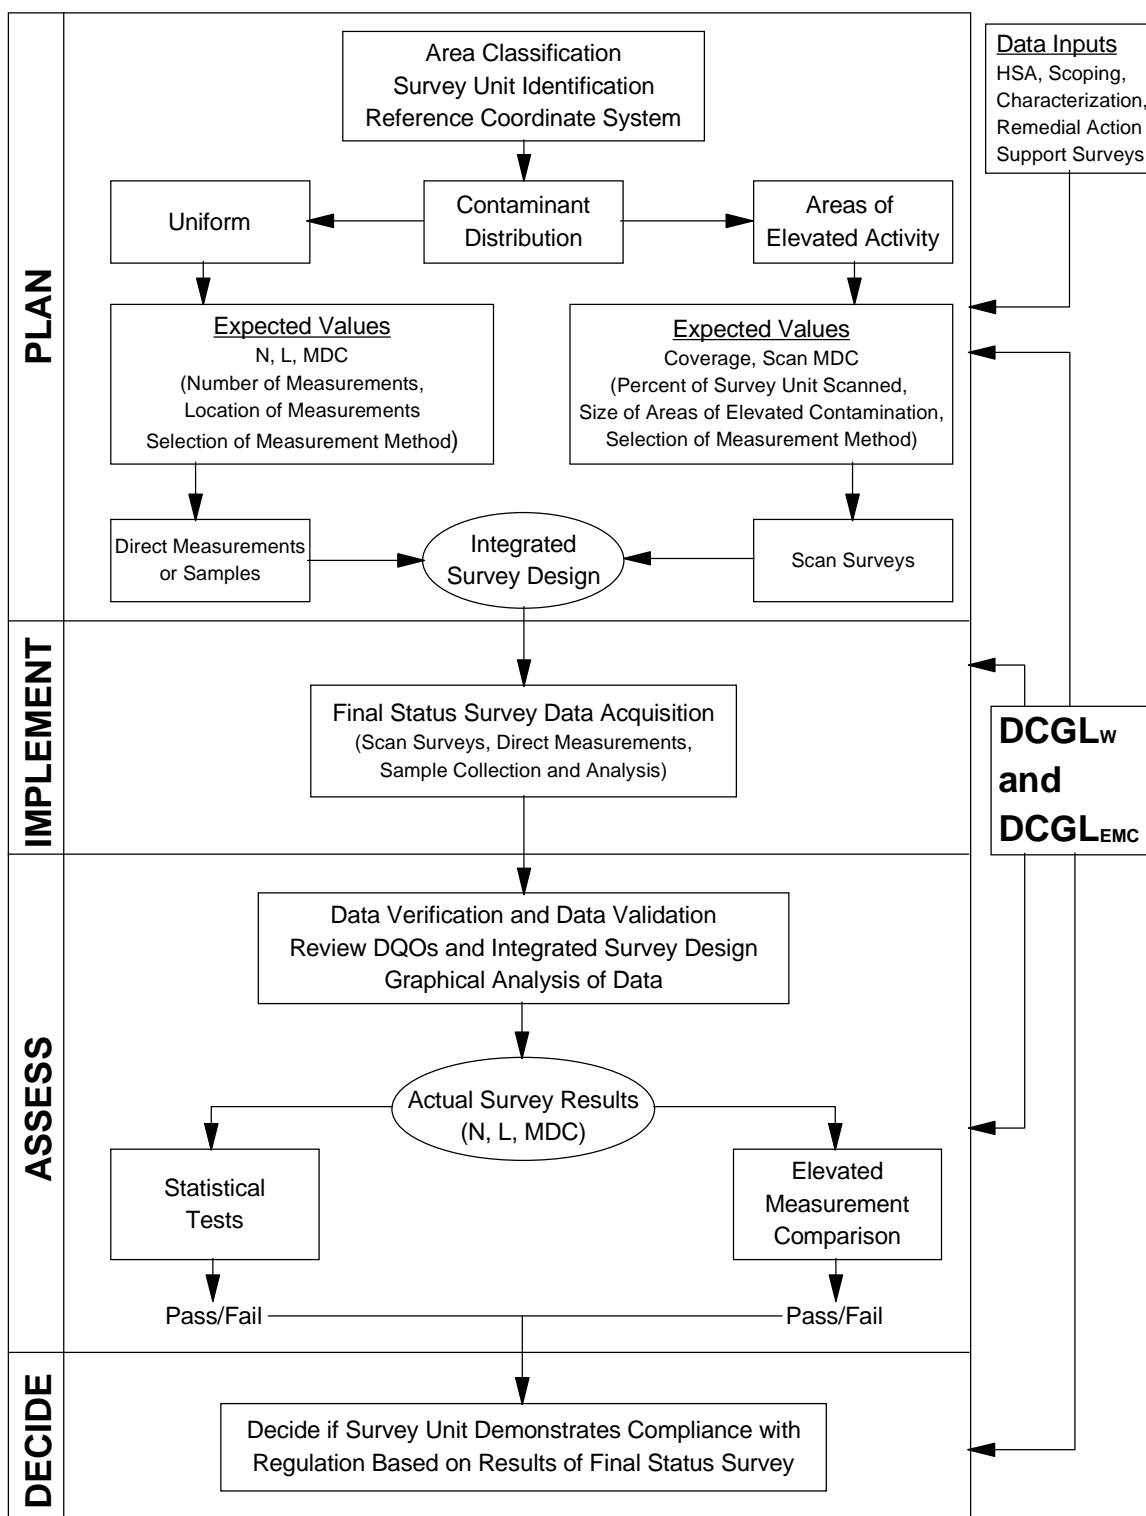 PLAN
Area Classification
Survey Unit Identification
Reference Coordinate System
Data Inputs
HSA, Scoping,
Characterization,
Remedial Action
Support Surveys
Uniform
Contaminant
Distribution
Areas of
Elevated Activity
Expected Values
N, L, MDC
(Number of Measurements,
Location of Measurements
Selection of Measurement Method)
Expected Values
Coverage, Scan MDC
(Percent of Survey Unit Scanned,
Size of Areas of Elevated Contamination,
Selection of Measurement Method)
Direct Measurements
or Samples
Integrated
Survey Design
Scan Surveys
IMPLEMENT
Final Status Survey Data Acquisition
(Scan Surveys, Direct Measurements,
Sample Collection and Analysis)
DCGLW
and
DCGLEMC
ASSESS
Data Verification and Data Validation
Review DQOs and Integrated Survey Design
Graphical Analysis of Data
Actual Survey Results
(N, L, MDC)
Statistical
Tests
Elevated
Measurement
Comparison
Pass/Fail
Pass/Fail
DECIDE
Decide if Survey Unit Demonstrates Compliance with
Regulation Based on Results of Final Status Survey